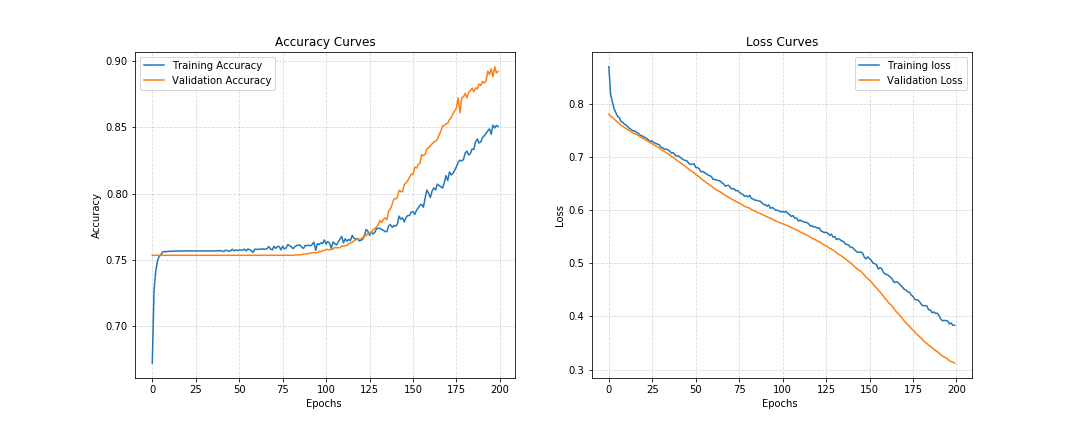 Accuracy Curves
Training Accuracy
Validation Accuracy
0.90
0.85
0.80
0.75
0.70
Accuracy
0 25 50 75 100 125 150 175 200
Epochs
Loss Curves
Training loss
Validation Loss
0.8
0.7
0.6
0.5
0.4
0.3
Loss
0 25 50 75 100 125 150 175 200
Epochs